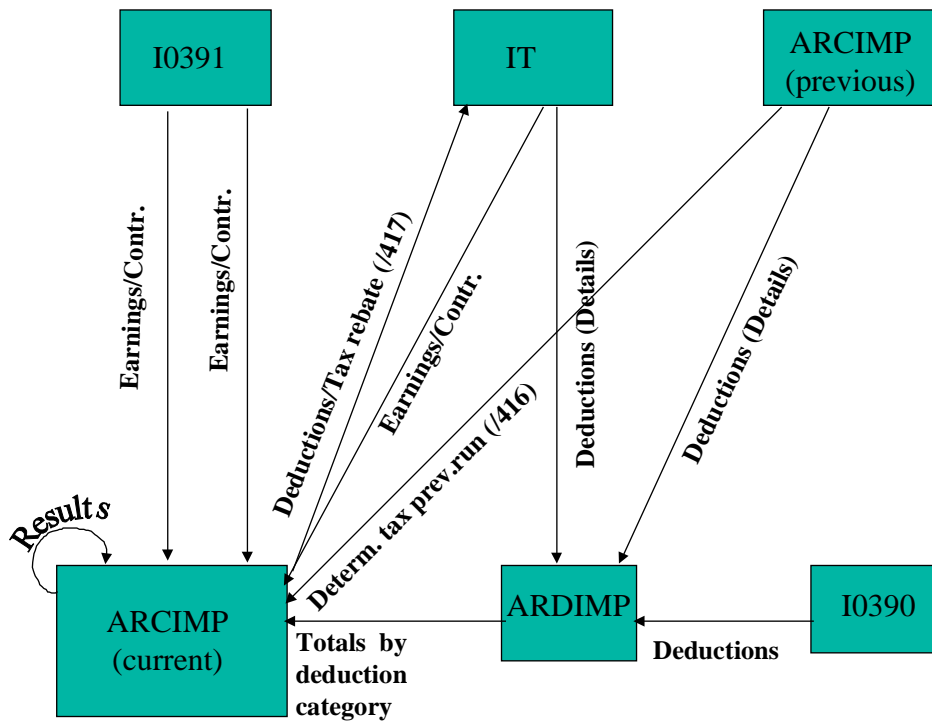 I0391
IT
ARCIMP
(previous)
Earnings/Contr.
Earnings/Contr.
Deductions/Tax rebate (/417)
Earnings/Contr.
Determ. tax prev.run (/416)
Deductions (Details)
Deductions (Details)
Results
ARCIMP
(current)
Totals by
deduction
category
ARDIMP
Deductions
I0390